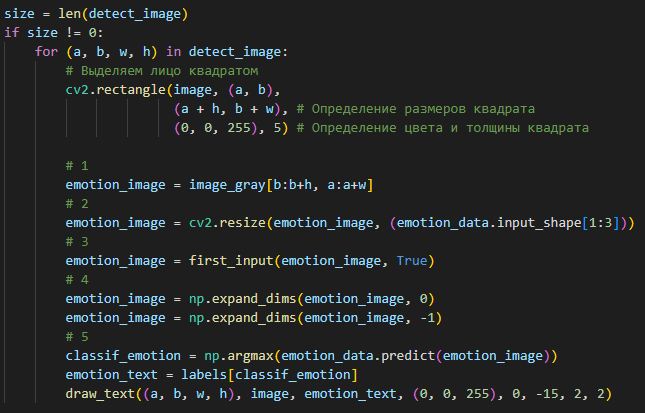 size = len(detect_image)
if size != 0:
    for (a, b, w, h) in detect_image:
        # Выделяем лицо квадратом
        cv2.rectangle(image, (a, b),
                      (a + h, b + w), # Определение размеров квадрата
                      (0, 0, 255), 5) # Определение цвета и толщины квадрата

        # 1
        emotion_image = image_gray[b:b+h, a:a+w]
        # 2
        emotion_image = cv2.resize(emotion_image, (emotion_data.input_shape[1:3]))
        # 3
        emotion_image = first_input(emotion_image, True)
        # 4
        emotion_image = np.expand_dims(emotion_image, 0)
        emotion_image = np.expand_dims(emotion_image, -1)
        # 5
        classif_emotion = np.argmax(emotion_data.predict(emotion_image))
        emotion_text = labels[classif_emotion]
        draw_text((a, b, w, h), image, emotion_text, (0, 0, 255), 0, -15, 2, 2)